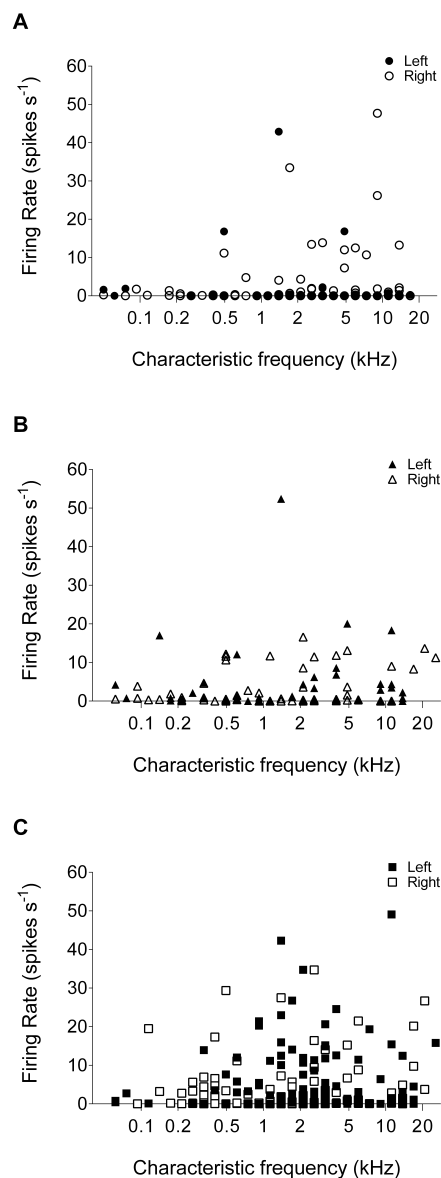 A
Left
Right
Firing Rate (spikes s-1)
60
50
40
30
20
10
0
0.1 0.2 0.5 1 2 5 10 20
Characteristic frequency (kHz)
B
Left
Right
Firing Rate (spikes s-1)
60
50
40
30
20
10
0
0.1 0.2 0.5 1 2 5 10 20
Characteristic frequency (kHz)
C
Left
Right
Firing Rate (spikes s-1)
60
50
40
30
20
10
0
0.1 0.2 0.5 1 2 5 10 20
Characteristic frequency (kHz)